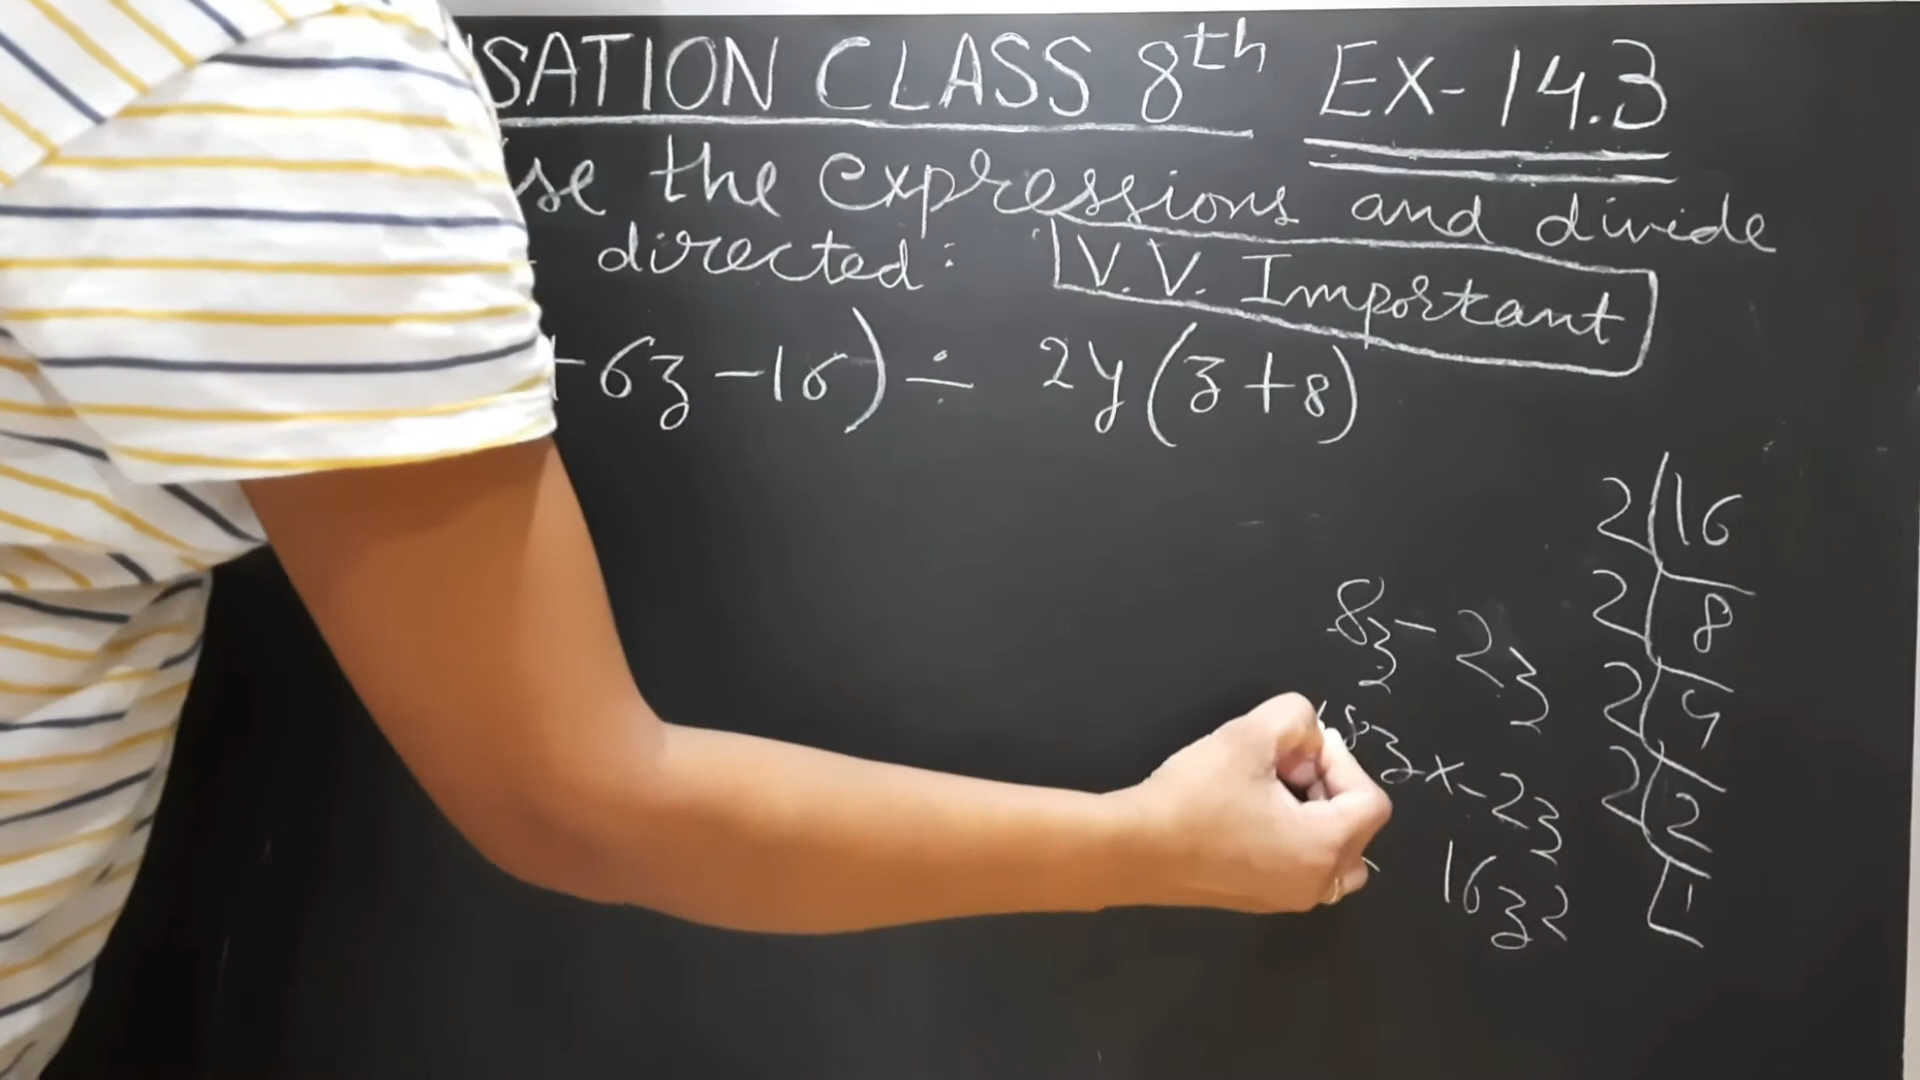 SATION CLASS 8th EX-14.3
se the expressions and divide
directed: V.V. Important
+6z-16) ÷ 2y(z+8)
2|16
2|8
2|4
2|2
1
8z-2z
8z x-2z
16z2